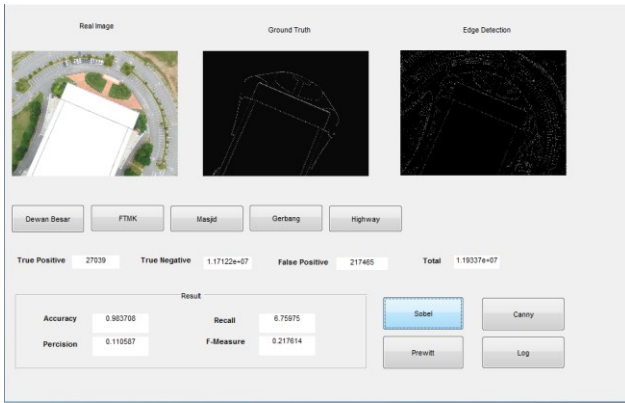 Real Image
Ground Truth
Edge Detection
Dewan Besar
FTMK
Masjid
Gerbang
Highway
True Positive 27039
True Negative 1.17122e+07
False Positive 217465
Total 1.19337e+07
Result
Accuracy 0.983708
Recall 6.75975
Percision 0.110587
F-Measure 0.217614
Sobel
Canny
Prewitt
Log